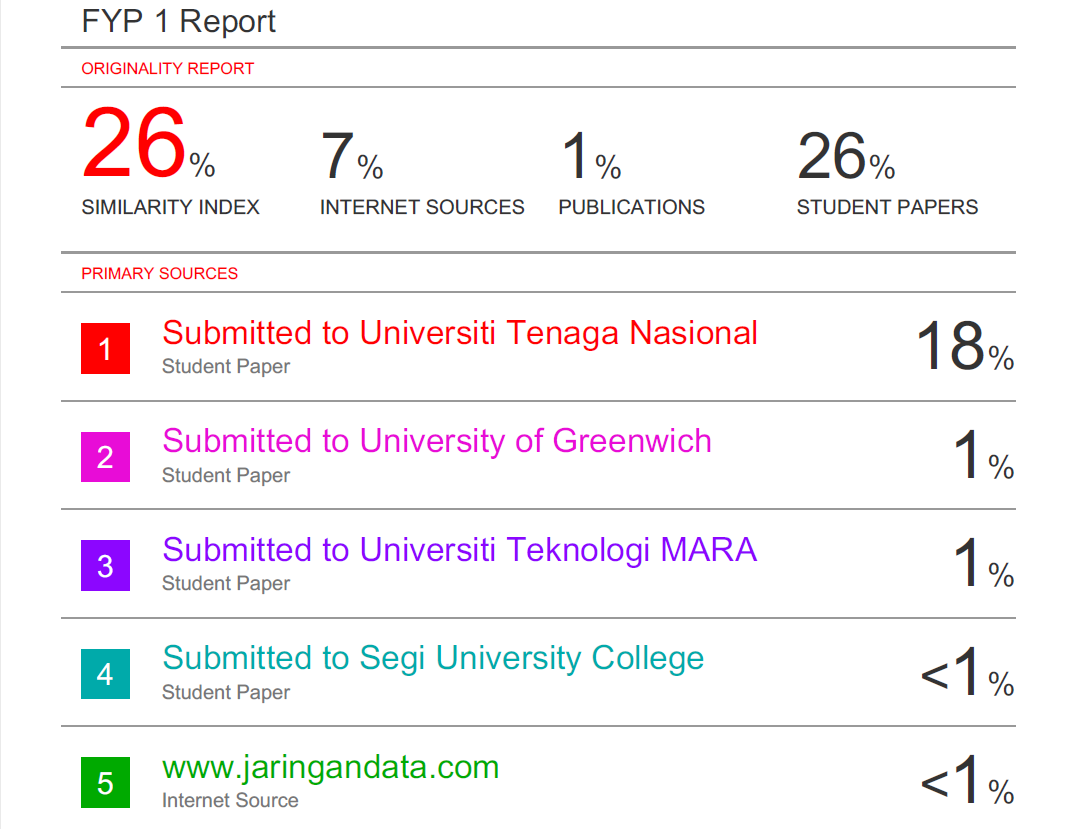 FYP 1 Report
ORIGINALITY REPORT
26% 7% 1% 26%
SIMILARITY INDEX INTERNET SOURCES PUBLICATIONS STUDENT PAPERS
PRIMARY SOURCES
1 Submitted to Universiti Tenaga Nasional 18%
Student Paper
2 Submitted to University of Greenwich 1%
Student Paper
3 Submitted to Universiti Teknologi MARA 1%
Student Paper
4 Submitted to Segi University College <1%
Student Paper
5 www.jaringandata.com <1%
Internet Source